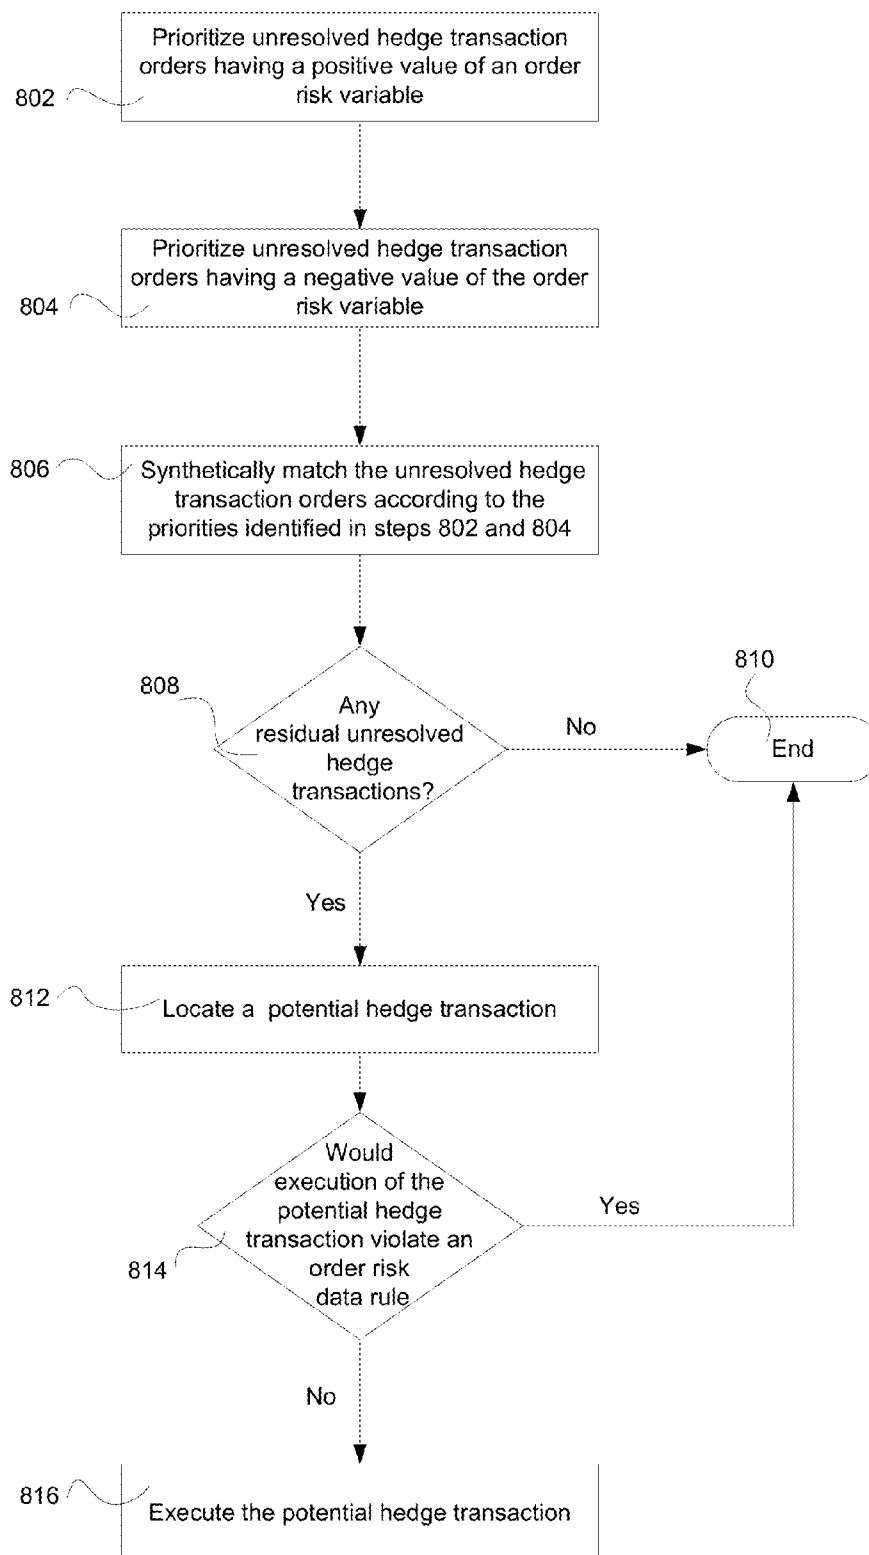 Prioritize unresolved hedge transaction
orders having a positive value of an order
risk variable
802
Prioritize unresolved hedge transaction
orders having a negative value of the order
risk variable
804
806
Synthetically match the unresolved hedge
transaction orders according to the
priorities identified in steps 802 and 804
808
Any
residual unresolved
hedge
transactions?
No
810
End
Yes
812
Locate a potential hedge transaction
Would
execution of the
potential hedge
transaction violate an
order risk
data rule
814
Yes
No
816
Execute the potential hedge transaction